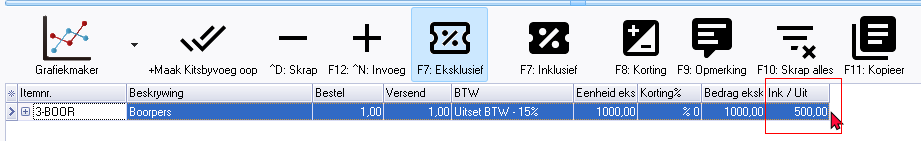 Grafiekmaker +Maak Kitsbyvoeg oop ^D: Skrap F12: ^N: Invoeg F7: Eksklusief F7: Inklusief F8: Korting F9: Opmerking F10: Skrap alles F11: Kopieer
Itemnr. Beskrywing Bestel Versend BTW Eenheid eks Korting% Bedrag eksk Ink / Uit
3-BOOR Boorpers 1,00 1,00 Uitset BTW - 15% 1000,00 % 0 1000,00 500,00